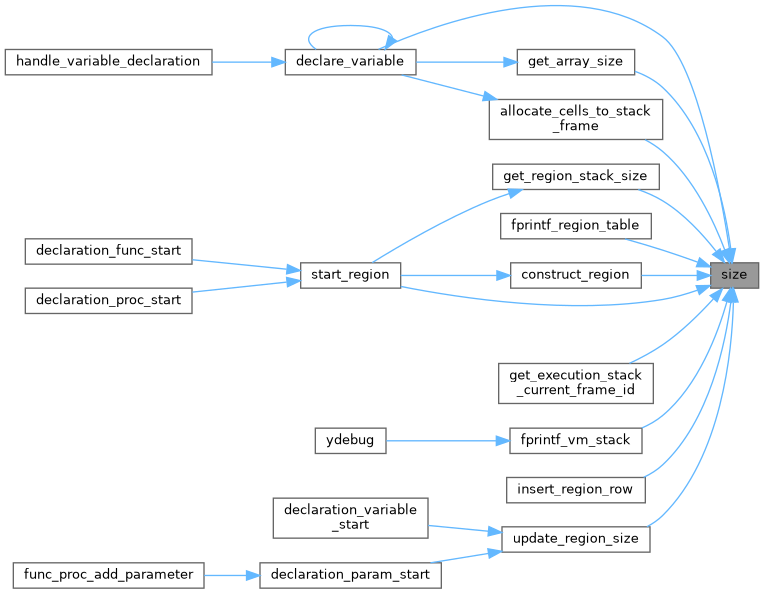 handle_variable_declaration
declare_variable
get_array_size
allocate_cells_to_stack
_frame
get_region_stack_size
fprintf_region_table
declaration_func_start
start_region
construct_region
size
declaration_proc_start
get_execution_stack
_current_frame_id
ydebug
fprintf_vm_stack
insert_region_row
declaration_variable
_start
update_region_size
func_proc_add_parameter
declaration_param_start